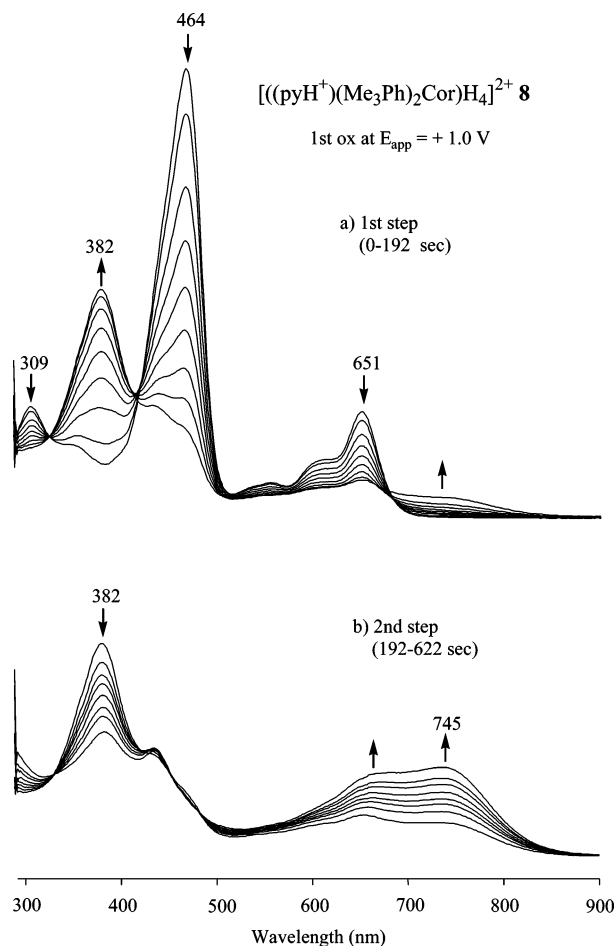 464
[((pyH⁺)(Me₃Ph)₂Cor)H₄]²⁺ 8
1st ox at E_app = + 1.0 V
a) 1st step
(0-192 sec)
382
309
651
382
b) 2nd step
(192-622 sec)
745
300 400 500 600 700 800 900
Wavelength (nm)